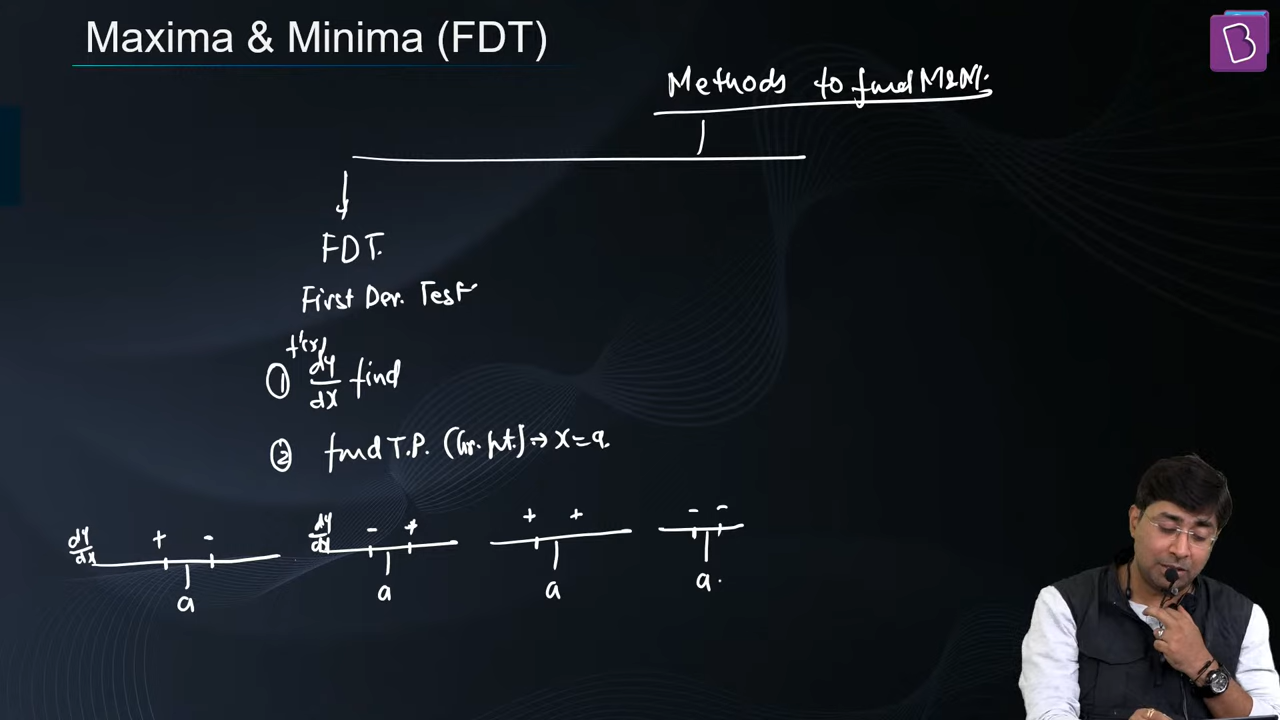 Maxima & Minima (FDT)
B
Methods to find M&M.
FDT.
First Der. Test
f'(x)
① dy/dx find
② find T.P. (Cr. pt.) → x = a.
dy/dx + - dy/dx - + + + - -
a a a a.